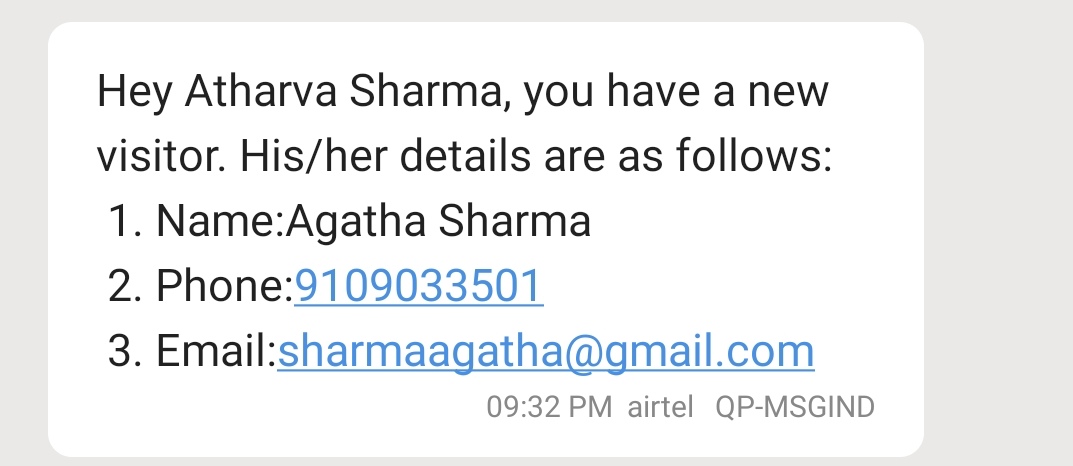 Hey Atharva Sharma, you have a new
visitor. His/her details are as follows:
1. Name:Agatha Sharma
2. Phone:9109033501
3. Email:sharmaagatha@gmail.com
09:32 PM airtel QP-MSGIND